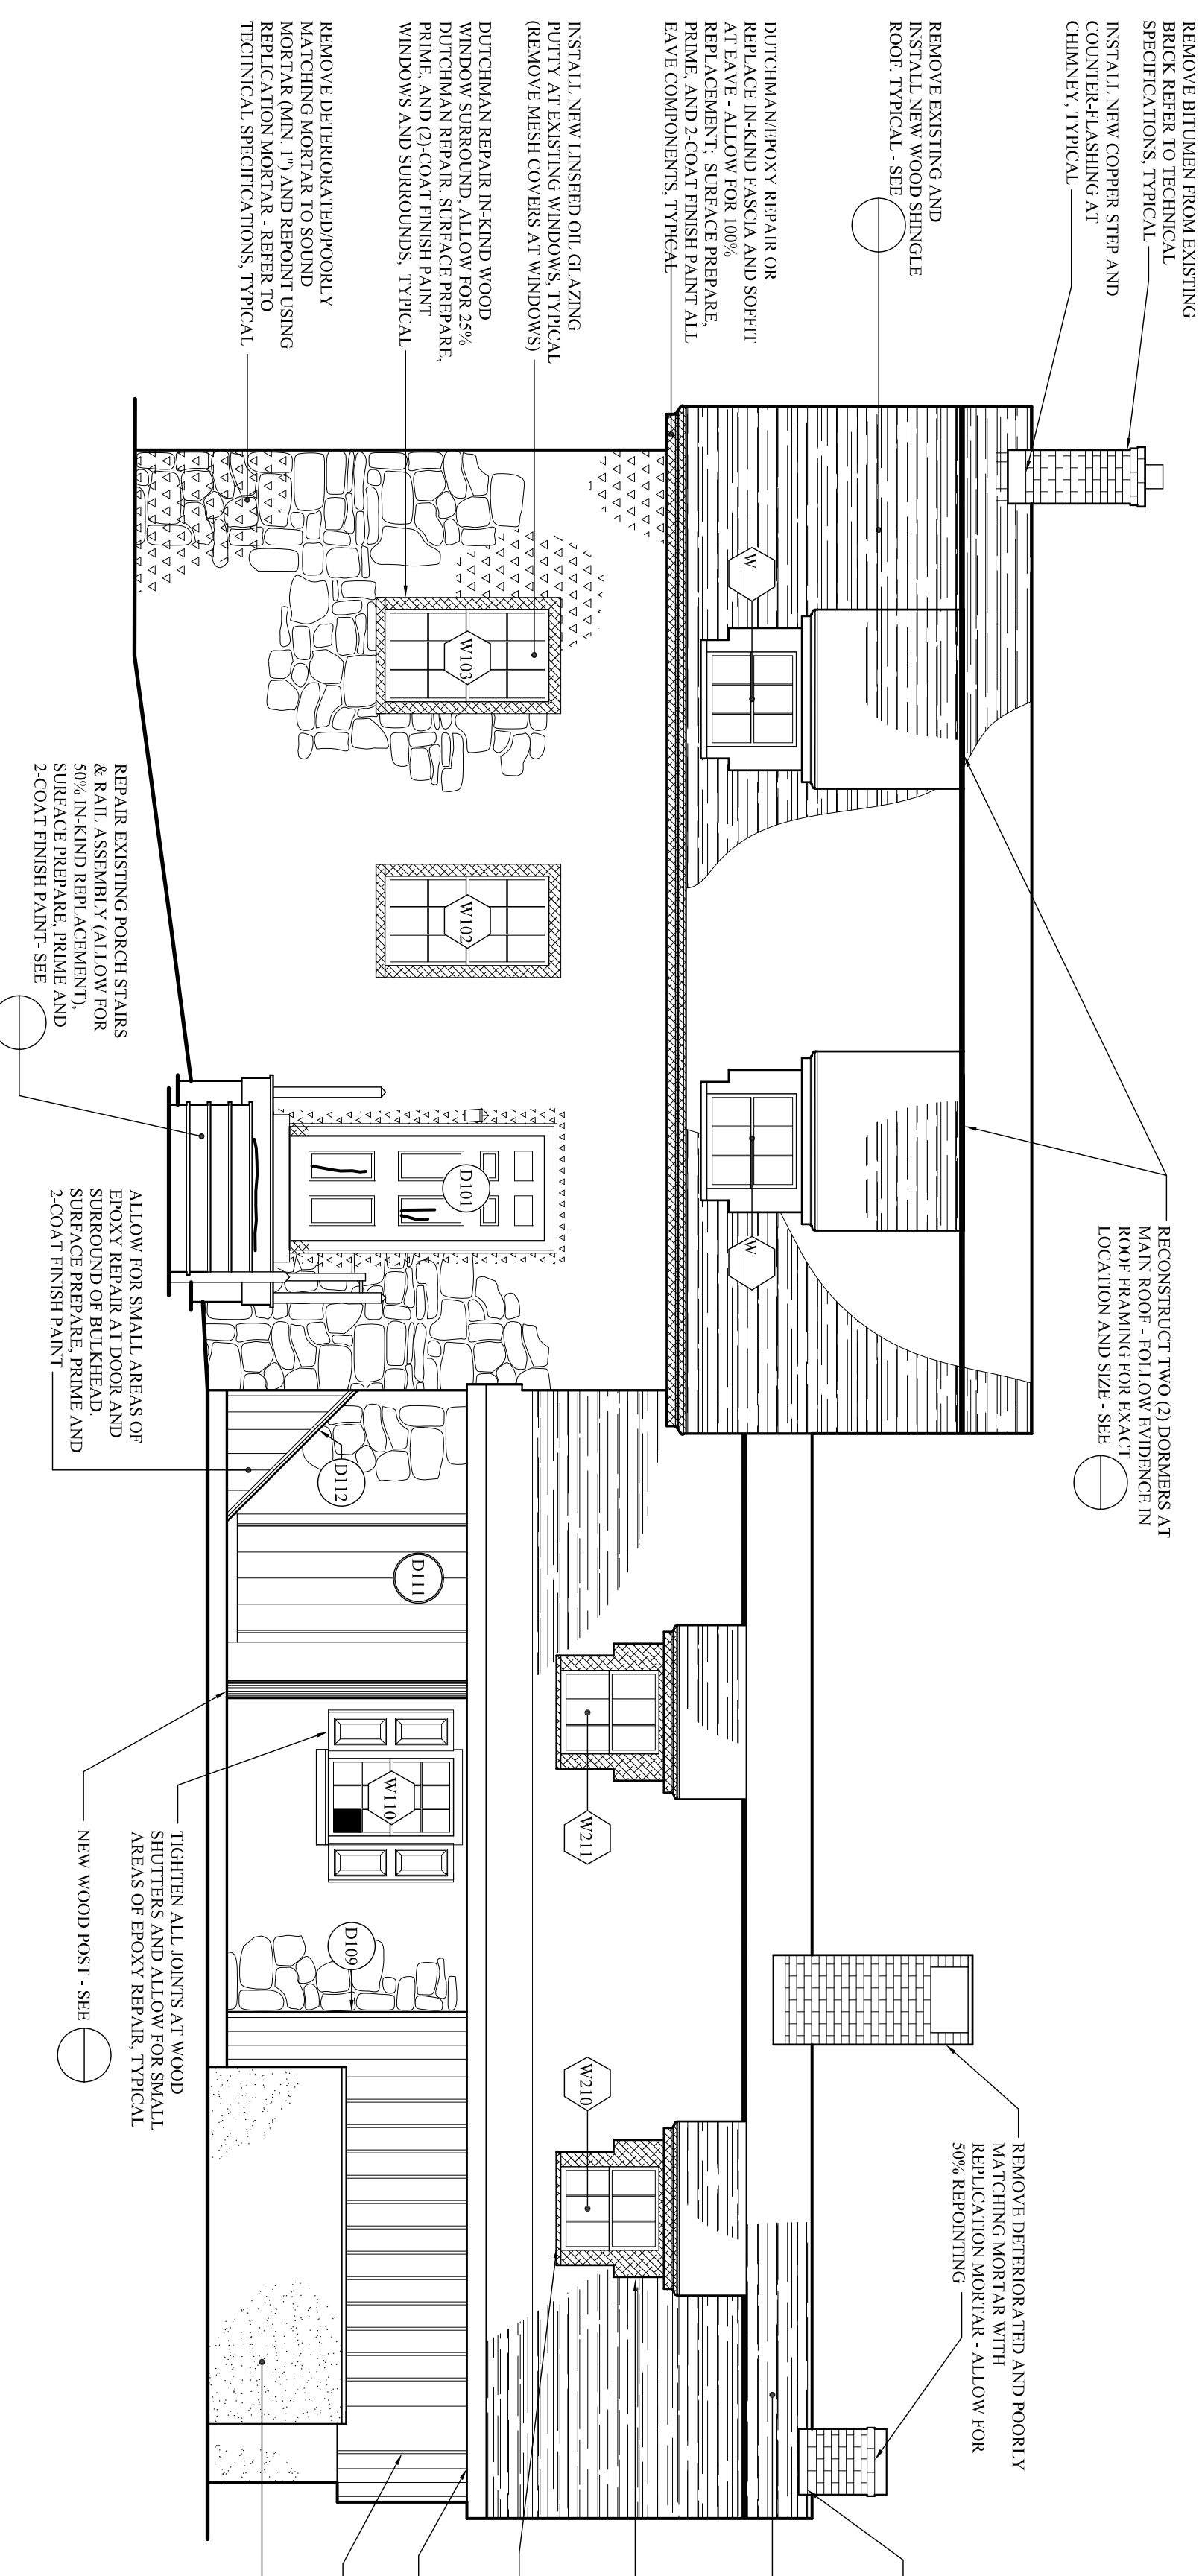 REMOVE BITUMEN FROM EXISTING
BRICK REFER TO TECHNICAL
SPECIFICATIONS, TYPICAL
INSTALL NEW COPPER STEP AND
COUNTER-FLASHING AT
CHIMNEY, TYPICAL
REMOVE EXISTING AND
INSTALL NEW WOOD SHINGLE
ROOF. TYPICAL - SEE
DUTCHMAN/EPOXY REPAIR OR
REPLACE IN-KIND FASCIA AND SOFFIT
AT EAVE - ALLOW FOR 100%
REPLACEMENT; SURFACE PREPARE,
PRIME, AND 2-COAT FINISH PAINT ALL
EAVE COMPONENTS, TYPICAL
INSTALL NEW LINSEED OIL GLAZING
PUTTY AT EXISTING WINDOWS, TYPICAL
(REMOVE MESH COVERS AT WINDOWS)
DUTCHMAN REPAIR IN-KIND WOOD
WINDOW SURROUND, ALLOW FOR 25%
DUTCHMAN REPAIR. SURFACE PREPARE,
PRIME, AND (2)-COAT FINISH PAINT
WINDOWS AND SURROUNDS, TYPICAL
REMOVE DETERIORATED/POORLY
MATCHING MORTAR TO SOUND
MORTAR (MIN. 1") AND REPOINT USING
REPLICATION MORTAR - REFER TO
TECHNICAL SPECIFICATIONS, TYPICAL
W
W
W103
W102
D101
RECONSTRUCT TWO (2) DORMERS AT
MAIN ROOF - FOLLOW EVIDENCE IN
ROOF FRAMING FOR EXACT
LOCATION AND SIZE - SEE
REPAIR EXISTING PORCH STAIRS
& RAIL ASSEMBLY (ALLOW FOR
50% IN-KIND REPLACEMENT),
SURFACE PREPARE, PRIME AND
2-COAT FINISH PAINT- SEE
ALLOW FOR SMALL AREAS OF
EPOXY REPAIR AT DOOR AND
SURROUND OF BULKHEAD.
SURFACE PREPARE, PRIME AND
2-COAT FINISH PAINT
D112
D111
W211
W110
D109
W210
TIGHTEN ALL JOINTS AT WOOD
SHUTTERS AND ALLOW FOR SMALL
AREAS OF EPOXY REPAIR, TYPICAL
NEW WOOD POST - SEE
REMOVE DETERIORATED AND POORLY
MATCHING MORTAR WITH
REPLICATION MORTAR - ALLOW FOR
50% REPOINTING